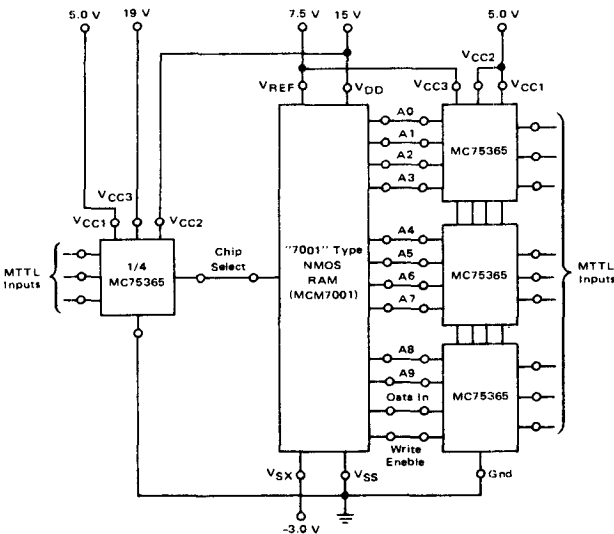 5.0 V
19 V
7.5 V
15 V
5.0 V
VCC2
VREF
VDD
VCC3
VCC1
A0
A1
A2
A3
MC75365
VCC3
VCC1
VCC2
MTTL
Inputs
1/4
MC75365
Chip
Select
"7001" Type
NMOS
RAM
(MCM7001)
A4
A5
A6
A7
MC75365
MTTL
Inputs
A8
A9
Oata In
Write
Eneble
MC75365
VSX
VSS
Gnd
-3.0 V